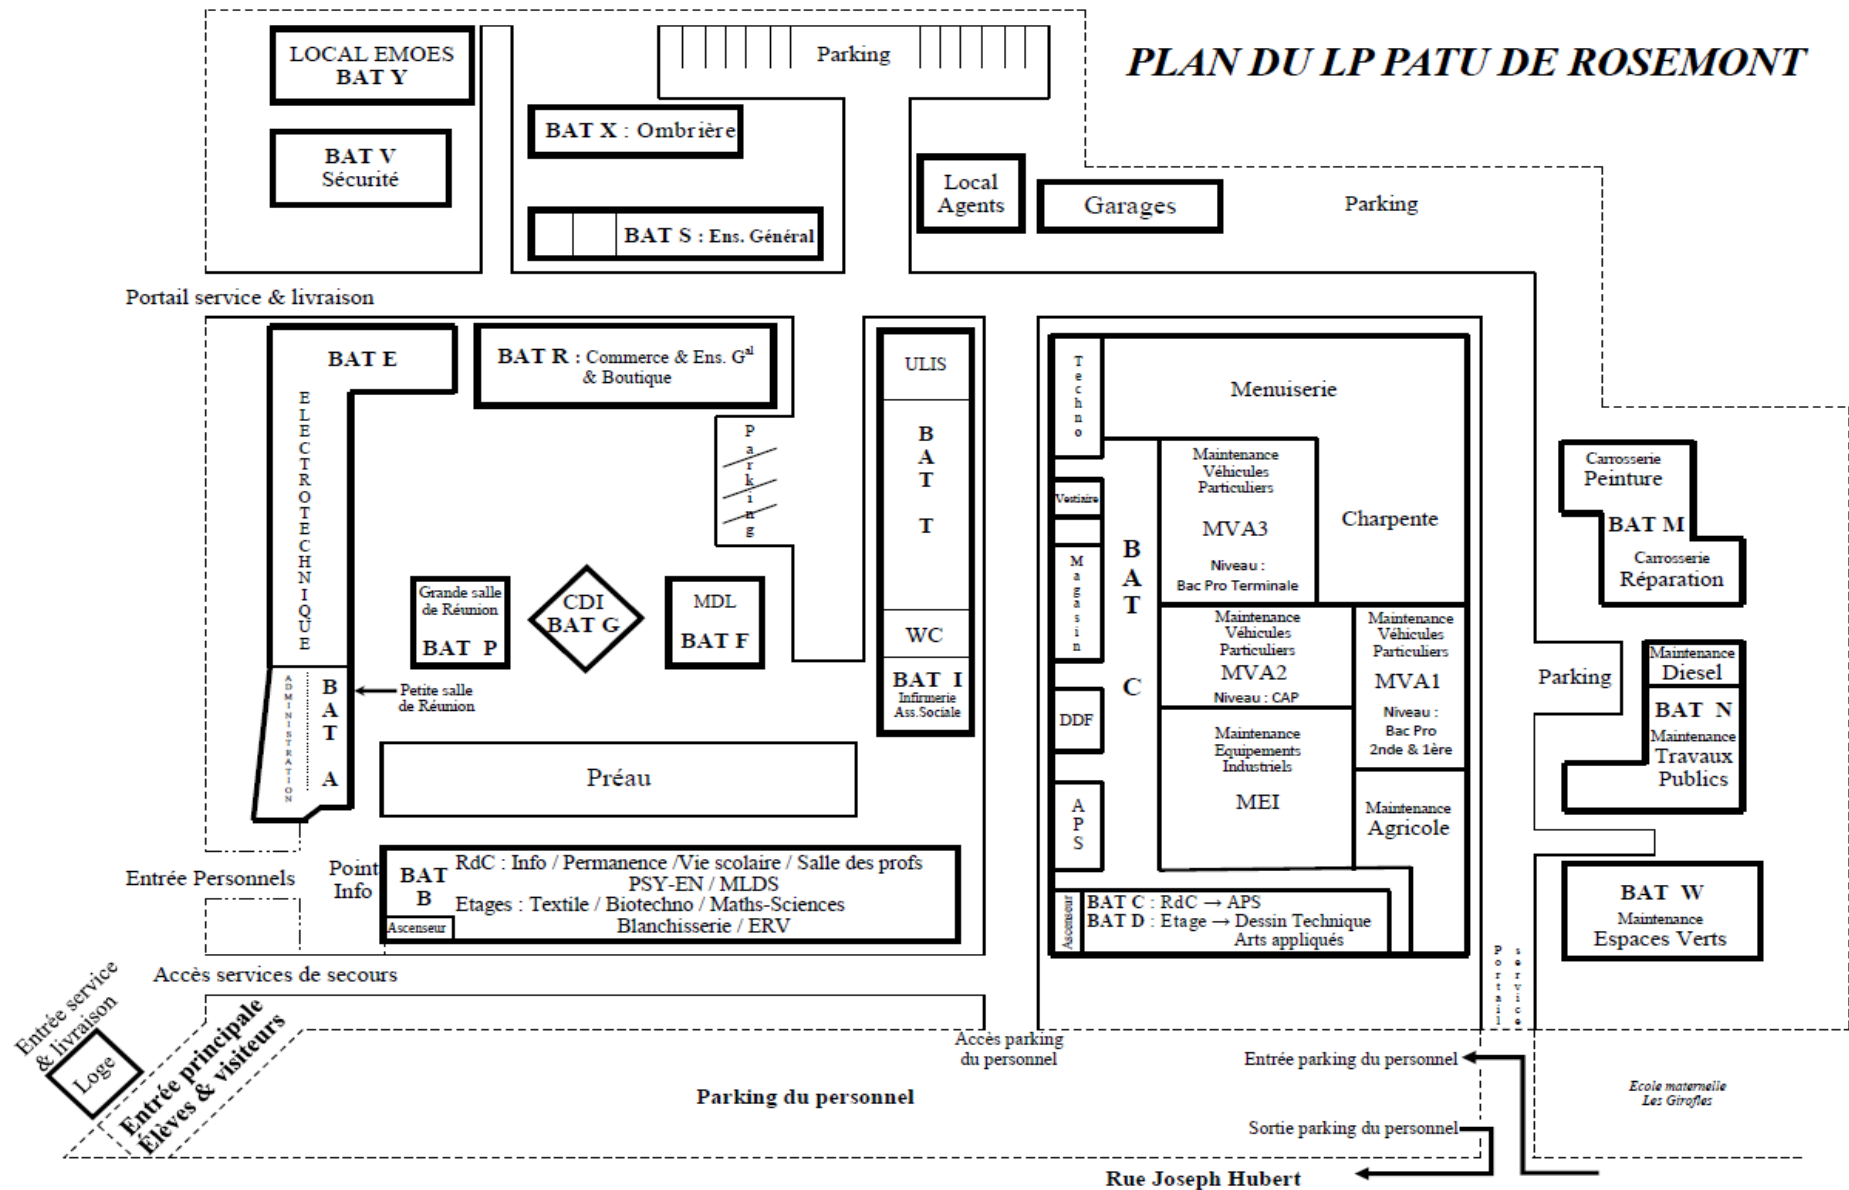 PLAN DU LP PATU DE ROSEMONT
LOCAL EMOES
BAT Y
Parking
BAT X : Ombrière
BAT V
Sécurité
Local
Agents
Garages
Parking
BAT S : Ens. Général
Portail service & livraison
BAT E
ELECTROTECHNIQUE
BAT R : Commerce & Ens. Gal
& Boutique
Parking
ULIS
BAT T
WC
BAT I
Infirmerie
Ass.Sociale
Grande salle
de Réunion
BAT P
CDI
BAT G
MDL
BAT F
ADMINISTRATION
BAT A
Petite salle
de Réunion
Préau
Techno
Vestiaire
Magasin
DDF
APS
BAT C
Menuiserie
Maintenance
Véhicules
Particuliers
MVA3
Niveau :
Bac Pro Terminale
Charpente
Maintenance
Véhicules
Particuliers
MVA2
Niveau : CAP
Maintenance
Véhicules
Particuliers
MVA1
Niveau :
Bac Pro
2nde & 1ère
Maintenance
Equipements
Industriels
MEI
Maintenance
Agricole
Ascenseur
BAT C : RdC → APS
BAT D : Etage → Dessin Technique
Arts appliqués
Carrosserie
Peinture
BAT M
Carrosserie
Réparation
Parking
Maintenance
Diesel
BAT N
Maintenance
Travaux
Publics
BAT W
Maintenance
Espaces Verts
Portail
service
Entrée Personnels
Point
Info
BAT
B
RdC : Info / Permanence /Vie scolaire / Salle des profs
PSY-EN / MLDS
Etages : Textile / Biotechno / Maths-Sciences
Blanchisserie / ERV
Ascenseur
Accès services de secours
Entrée service
& livraison
Loge
Entrée principale
Élèves & visiteurs
Accès parking
du personnel
Parking du personnel
Entrée parking du personnel
Sortie parking du personnel
Rue Joseph Hubert
Ecole maternelle
Les Girofles